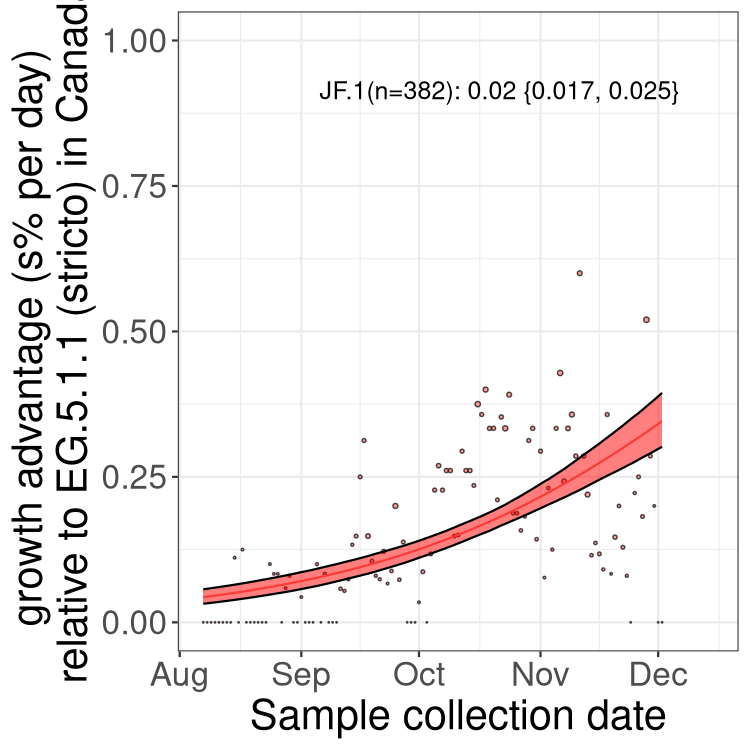 growth advantage (s% per day)
relative to EG.5.1.1 (stricto) in Canada
1.00
JF.1(n=382): 0.02 {0.017, 0.025}
0.75
0.50
0.25
0.00
Aug Sep Oct Nov Dec
Sample collection date